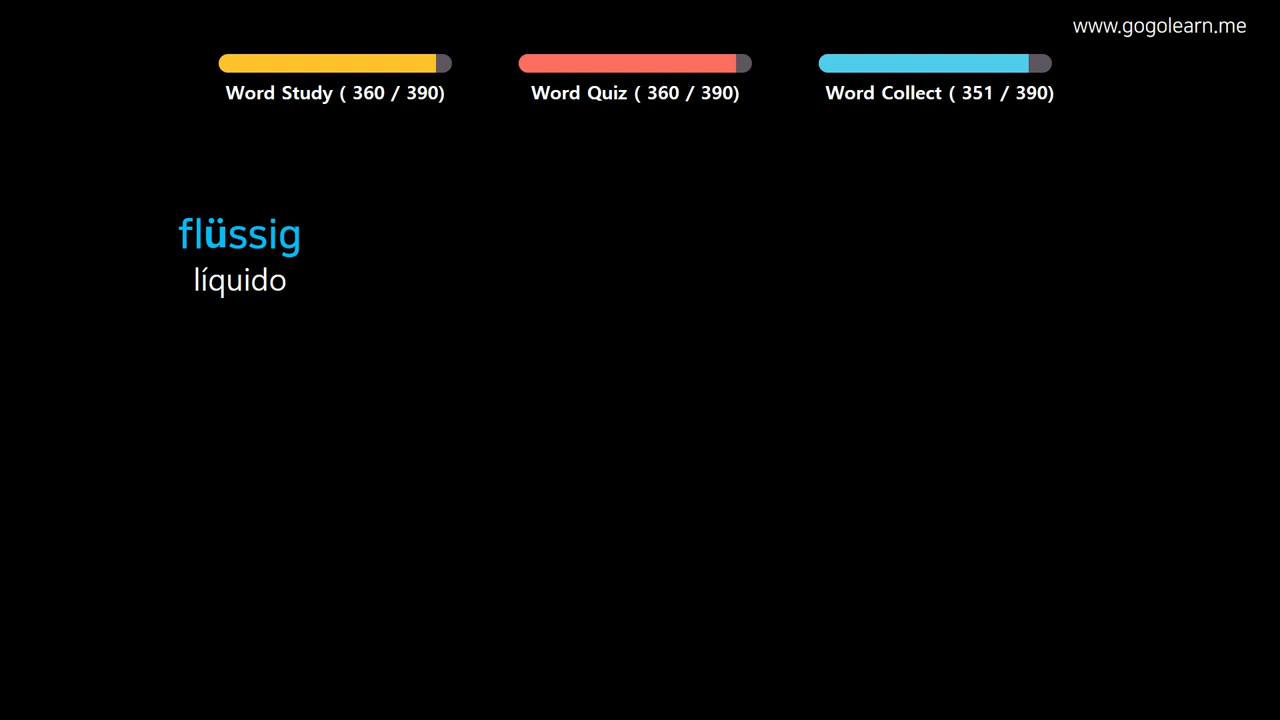 www.gogolearn.me
Word Study ( 360 / 390)
Word Quiz ( 360 / 390)
Word Collect ( 351 / 390)
flüssig
líquido